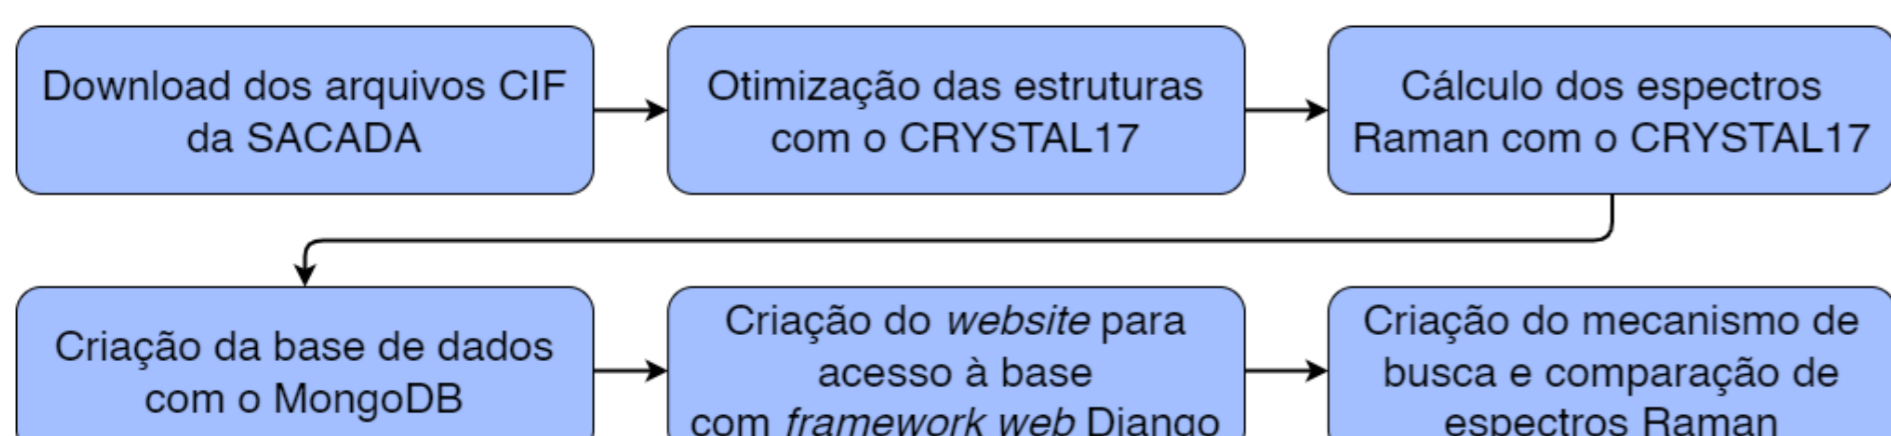 Download dos arquivos CIF
da SACADA
Otimização das estruturas
com o CRYSTAL17
Cálculo dos espectros
Raman com o CRYSTAL17
Criação da base de dados
com o MongoDB
Criação do website para
acesso à base
com framework web Django
Criação do mecanismo de
busca e comparação de
espectros Raman